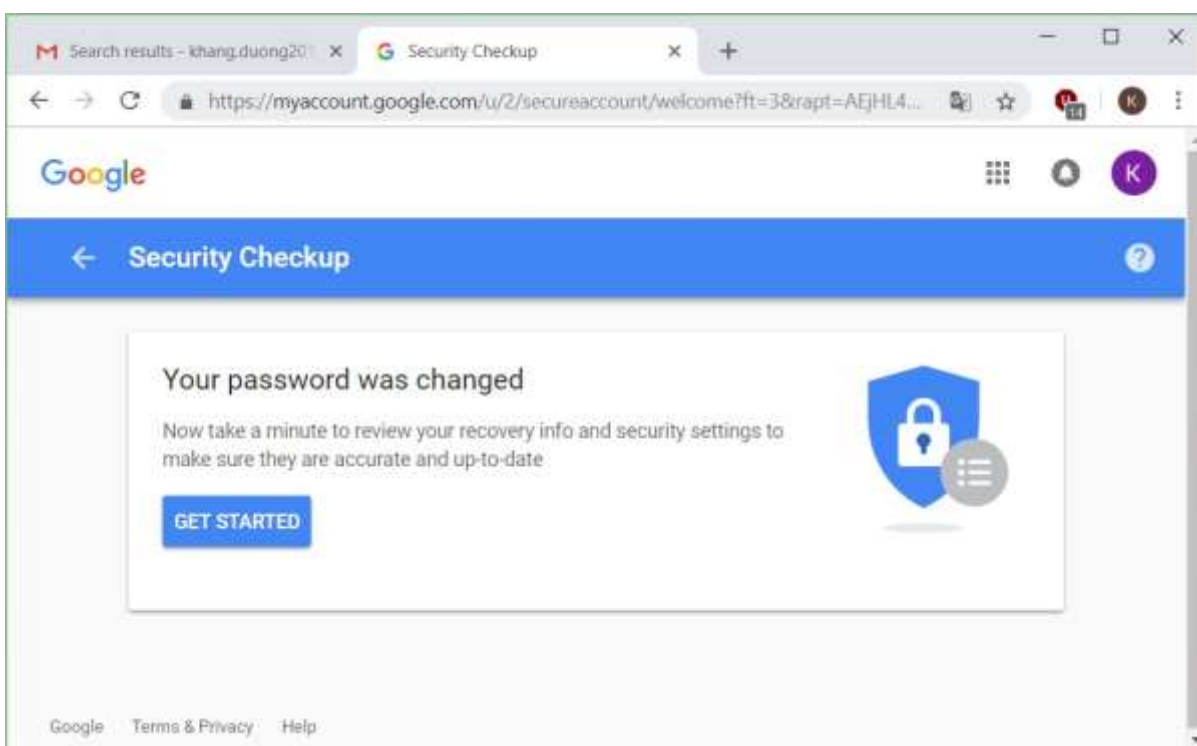 Search results - khang.duong201
Security Checkup
https://myaccount.google.com/u/2/secureaccount/welcome?ft=3&rapt=AEjHL4...
14
K
Google
K
Security Checkup
?
Your password was changed
Now take a minute to review your recovery info and security settings to
make sure they are accurate and up-to-date
GET STARTED
Google Terms & Privacy Help